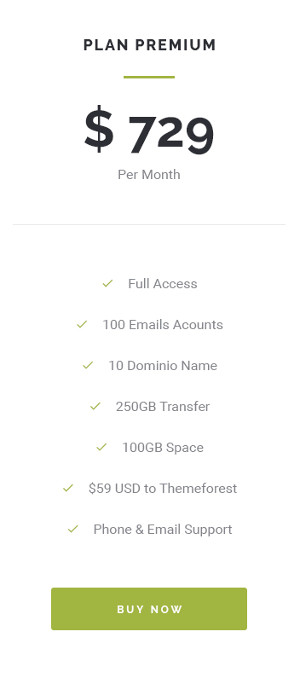 PLAN PREMIUM
$ 729
Per Month
Full Access
100 Emails Acounts
10 Dominio Name
250GB Transfer
100GB Space
$59 USD to Themeforest
Phone & Email Support
BUY NOW